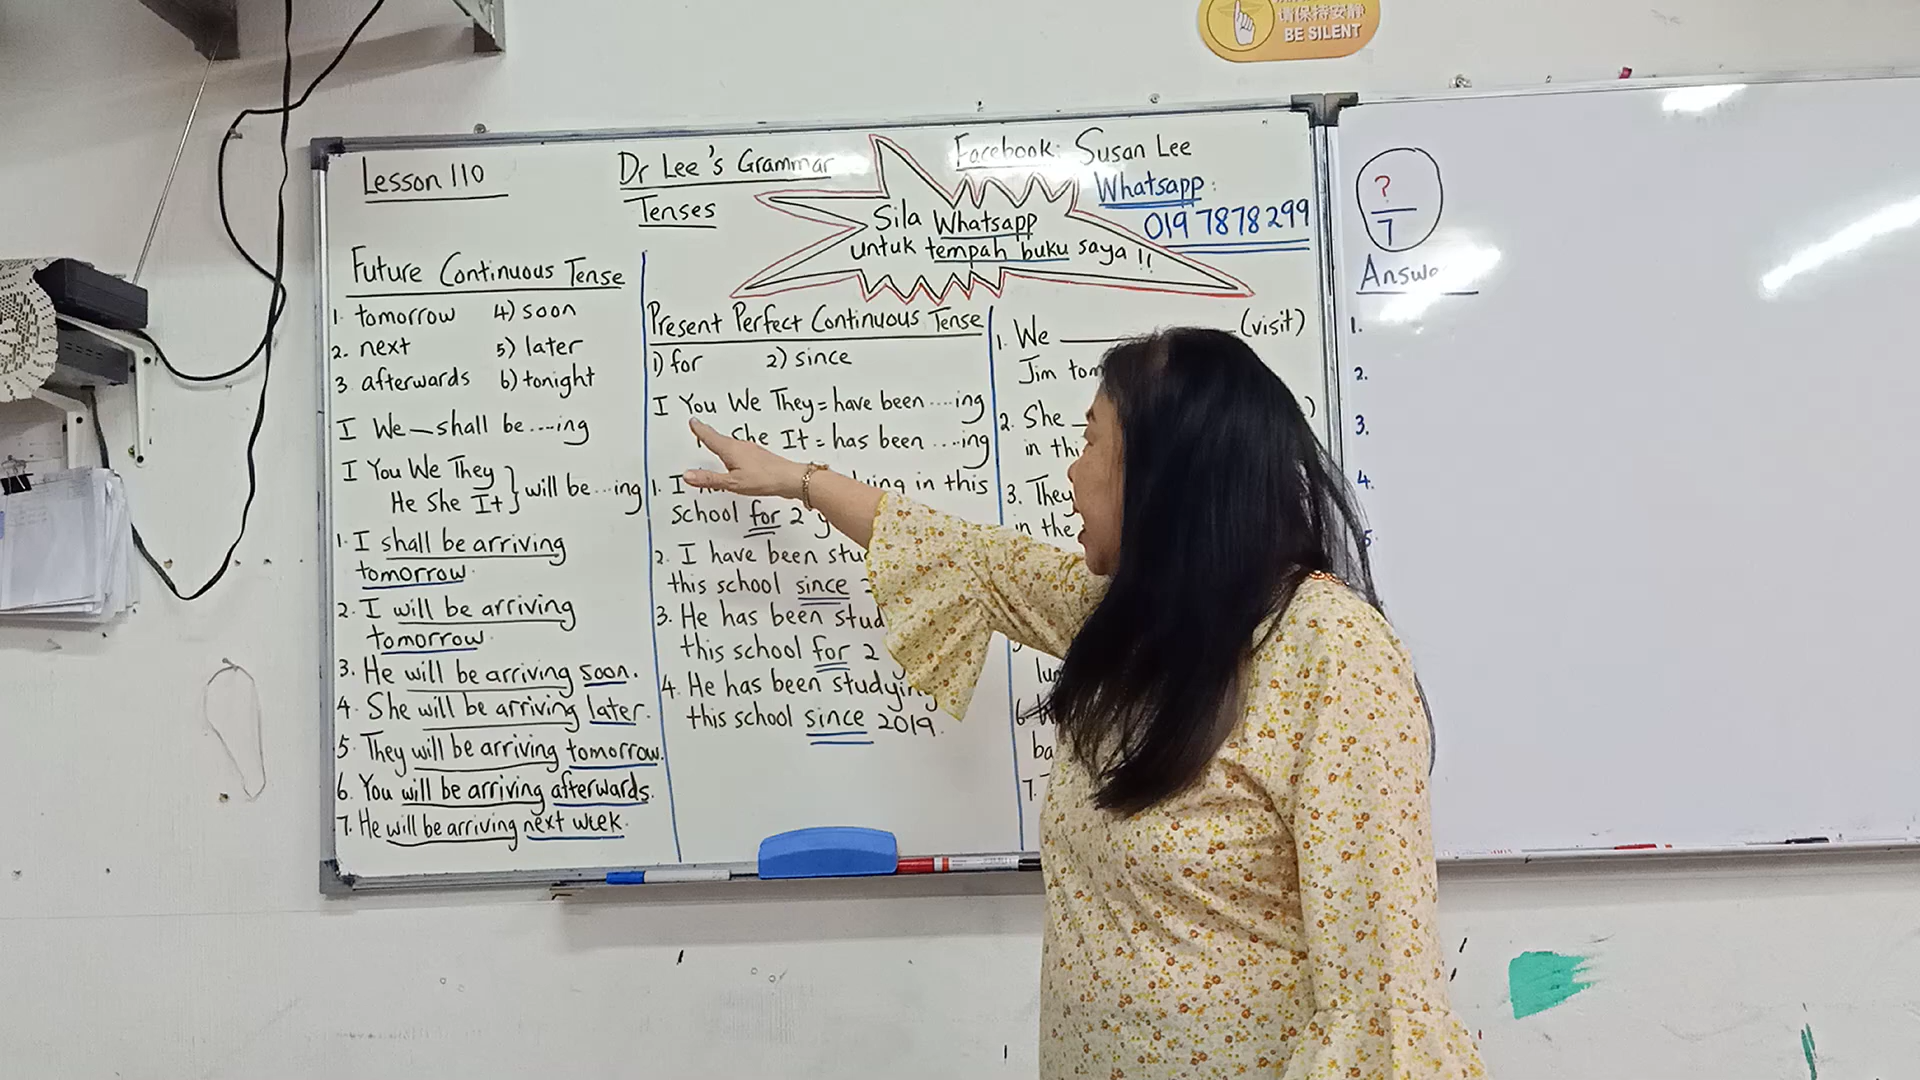 请保持安静
BE SILENT
Lesson 110
Dr Lee's Grammar
Tenses
Facebook: Susan Lee
Whatsapp:
019 7878299
Sila Whatsapp
untuk tempah buku saya !!
Future Continuous Tense
1. tomorrow 4) soon
2. next 5) later
3. afterwards 6) tonight
I We — shall be ....ing
I You We They
He She It } will be ...ing
1. I shall be arriving
tomorrow.
2. I will be arriving
tomorrow.
3. He will be arriving soon.
4. She will be arriving later.
5. They will be arriving tomorrow.
6. You will be arriving afterwards.
7. He will be arriving next week.
Present Perfect Continuous Tense
1) for 2) since
I You We They = have been ....ing
She It = has been ....ing
1. I in this
school for 2
2. I have been
this school since
3. He has been
this school for 2
4. He has been studying
this school since 2019.
1. We (visit)
Jim
2. She
in
3. They
in the
6.
7.
?
7
1.
2.
3.
4.
5